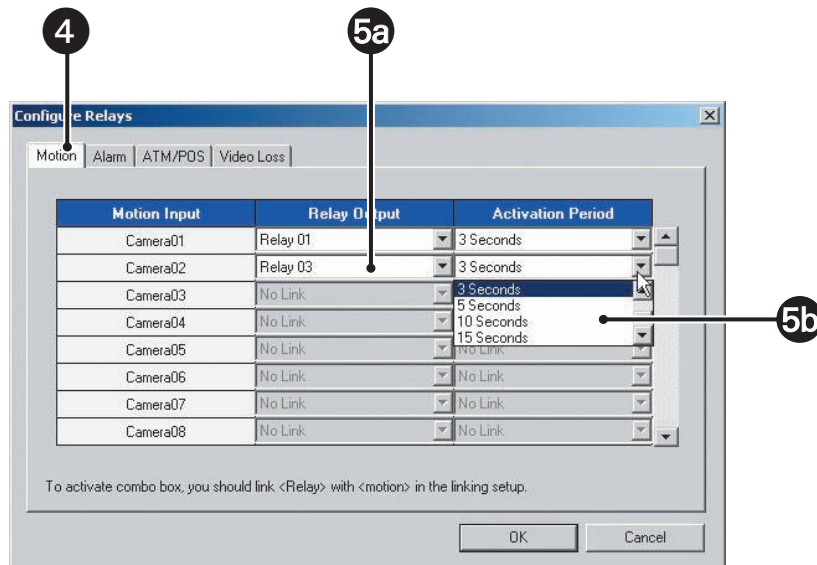 4 5a
Configure Relays
Motion Alarm ATM/POS Video Loss
Motion Input Relay Output Activation Period
Camera01 Relay 01 3 Seconds
Camera02 Relay 03 3 Seconds
Camera03 No Link 3 Seconds
5 Seconds
Camera04 No Link 10 Seconds
5b
15 Seconds
Camera05 No Link No Link
Camera06 No Link No Link
Camera07 No Link No Link
Camera08 No Link No Link
To activate combo box, you should link <Relay> with <motion> in the linking setup.
OK Cancel